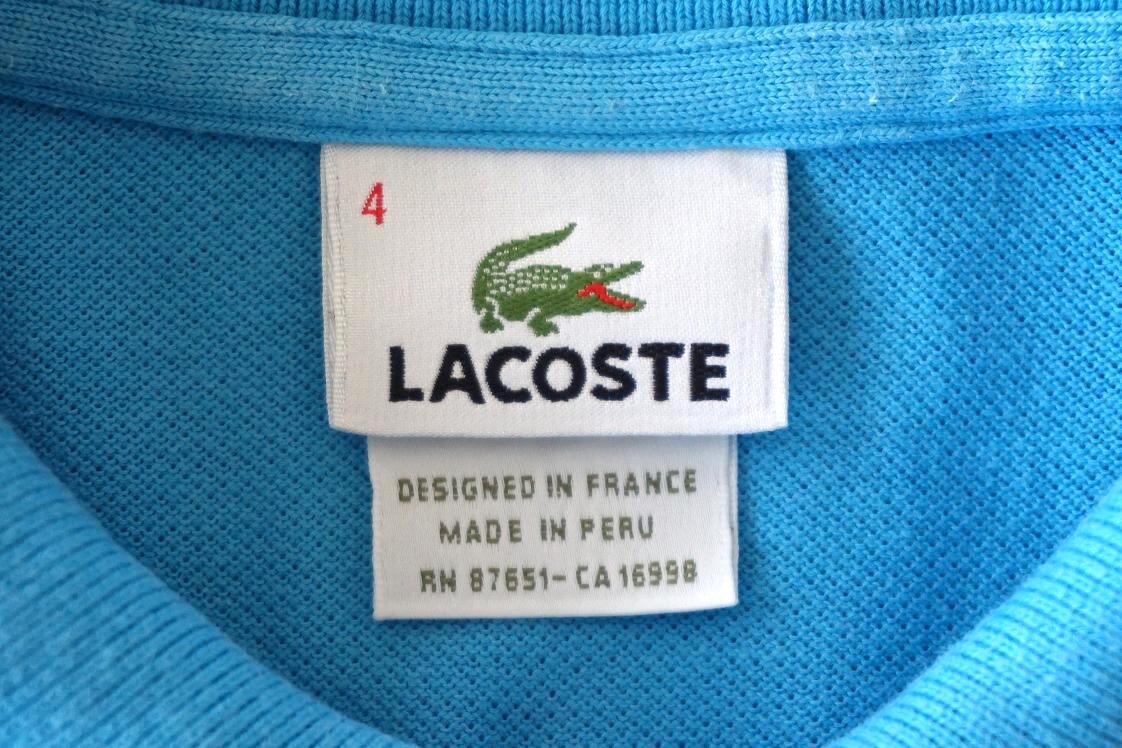 4
LACOSTE
DESIGNED IN FRANCE
MADE IN PERU
RN 87651- CA 16998